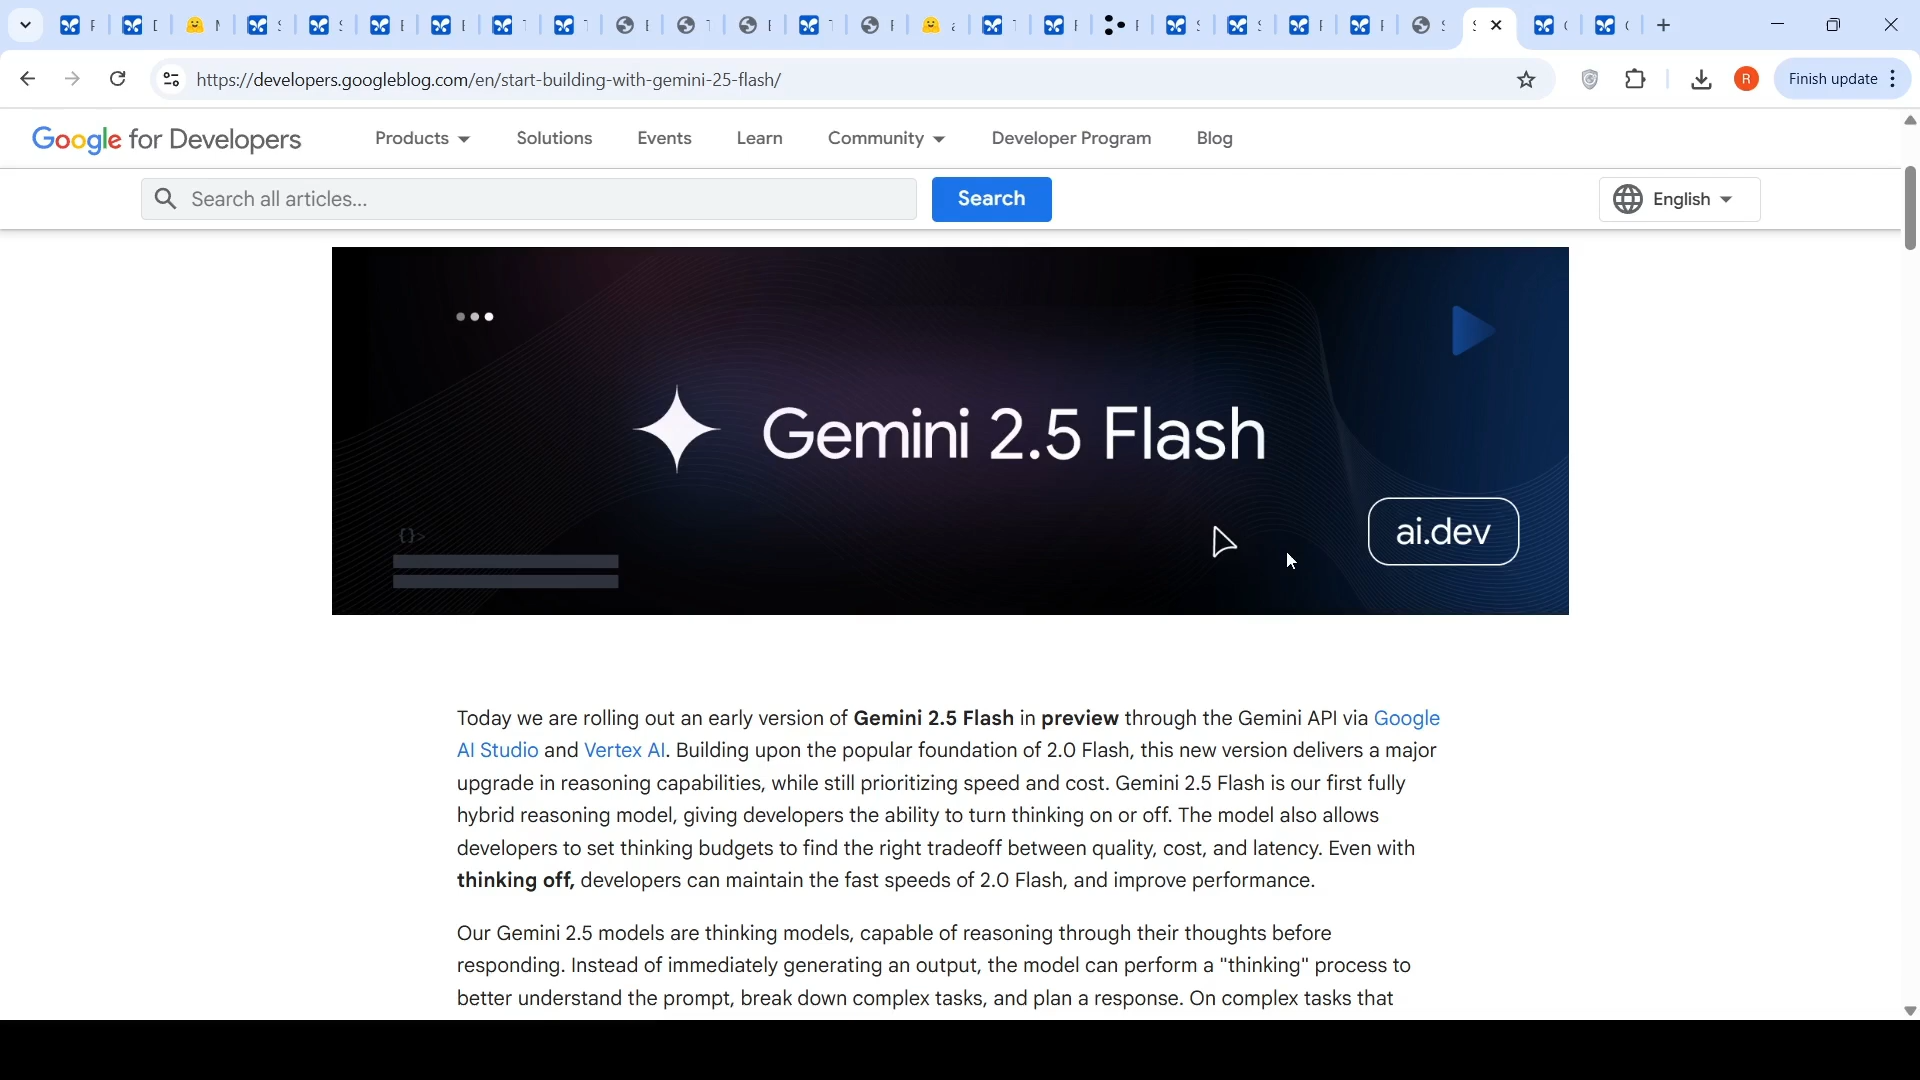 https://developers.googleblog.com/en/start-building-with-gemini-25-flash/
R
Finish update
Google for Developers
Products
Solutions
Events
Learn
Community
Developer Program
Blog
Search all articles...
Search
English
Gemini 2.5 Flash
{}>
ai.dev
Today we are rolling out an early version of Gemini 2.5 Flash in preview through the Gemini API via Google
AI Studio and Vertex AI. Building upon the popular foundation of 2.0 Flash, this new version delivers a major
upgrade in reasoning capabilities, while still prioritizing speed and cost. Gemini 2.5 Flash is our first fully
hybrid reasoning model, giving developers the ability to turn thinking on or off. The model also allows
developers to set thinking budgets to find the right tradeoff between quality, cost, and latency. Even with
thinking off, developers can maintain the fast speeds of 2.0 Flash, and improve performance.
Our Gemini 2.5 models are thinking models, capable of reasoning through their thoughts before
responding. Instead of immediately generating an output, the model can perform a "thinking" process to
better understand the prompt, break down complex tasks, and plan a response. On complex tasks that